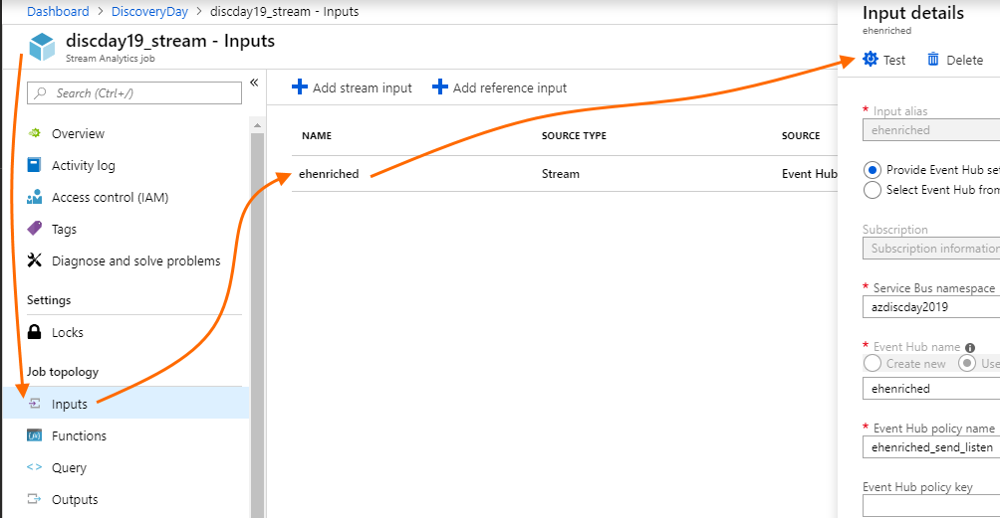 Dashboard > DiscoveryDay > discday19_stream - Inputs
discday19_stream - Inputs
Stream Analytics job
Search (Ctrl+/)
«
Overview
Activity log
Access control (IAM)
Tags
Diagnose and solve problems
Settings
Locks
Job topology
Inputs
Functions
Query
Outputs
Add stream input
Add reference input
NAME
SOURCE TYPE
SOURCE
ehenriched
Stream
Event Hub
Input details
ehenriched
Test
Delete
* Input alias
ehenriched
Provide Event Hub set
Select Event Hub from
Subscription
Subscription information
* Service Bus namespace
azdiscday2019
* Event Hub name
Create new
Use
ehenriched
* Event Hub policy name
ehenriched_send_listen
Event Hub policy key